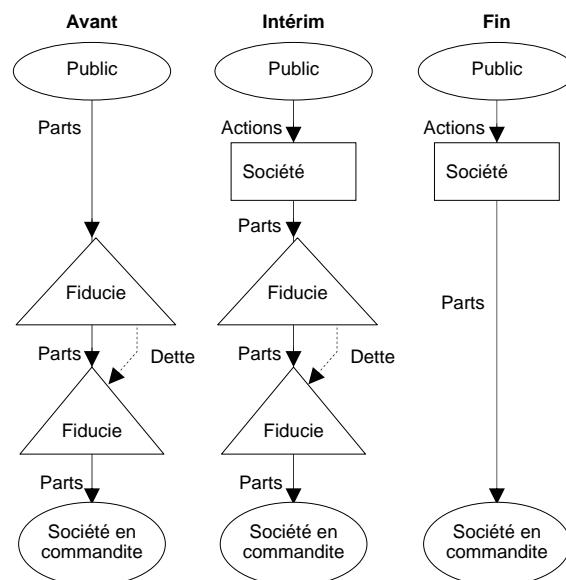 Avant
Intérim
Fin
Public
Public
Public
Parts
Actions
Actions
Société
Société
Parts
Fiducie
Fiducie
Parts
Parts
Dette
Parts
Dette
Fiducie
Fiducie
Parts
Parts
Société en
commandite
Société en
commandite
Société en
commandite